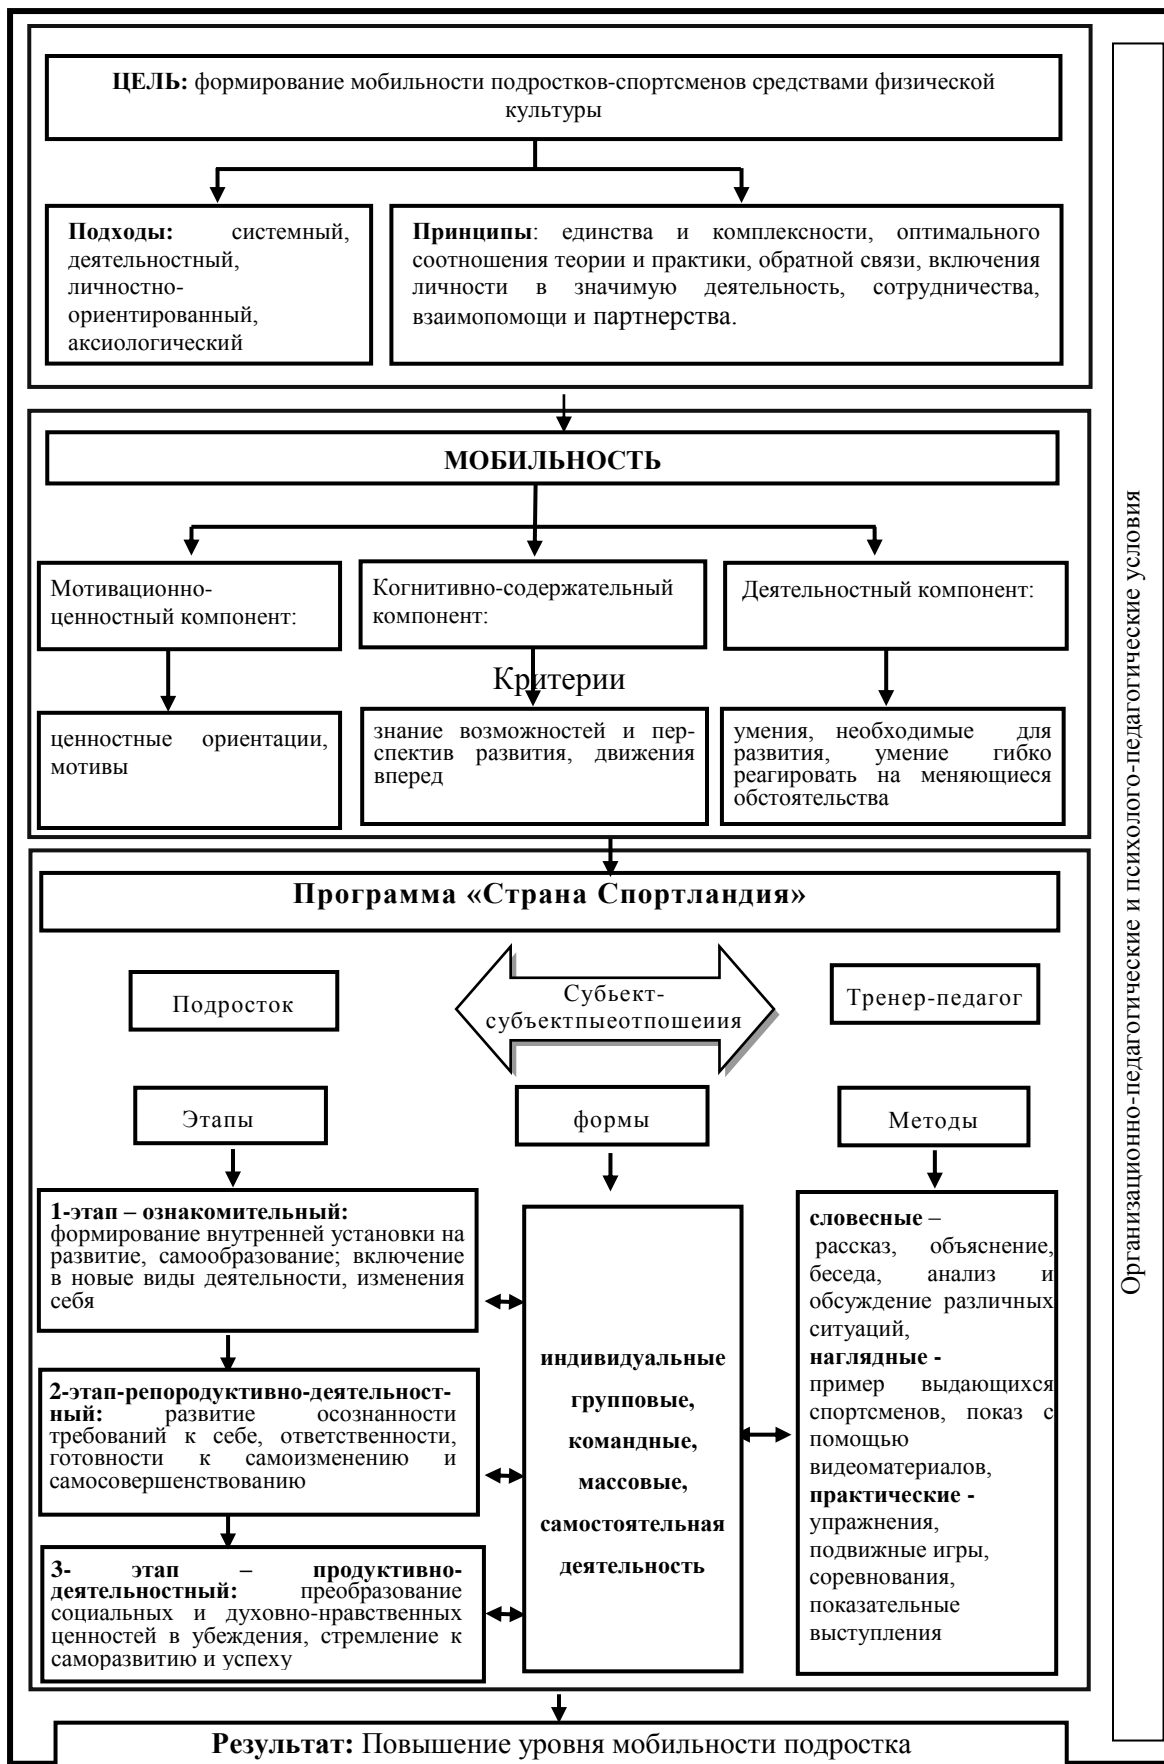 ЦЕЛЬ: формирование мобильности подростков-спортсменов средствами физической
культуры
Подходы: системный,
деятельностный,
личностно-
ориентированный,
аксиологический
Принципы: единства и комплексности, оптимального
соотношения теории и практики, обратной связи, включения
личности в значимую деятельность, сотрудничества,
взаимопомощи и партнерства.
МОБИЛЬНОСТЬ
Мотивационно-
ценностный компонент:
Когнитивно-содержательный
компонент:
Деятельностный компонент:
Критерии
ценностные ориентации,
мотивы
знание возможностей и пер-
спектив развития, движения
вперед
умения, необходимые для
развития, умение гибко
реагировать на меняющиеся
обстоятельства
Программа «Страна Спортландия»
Подросток
Субьект-
субъектпыеотпошеиия
Тренер-педагог
Этапы
формы
Методы
1-этап – ознакомительный:
формирование внутренней установки на
развитие, самообразование; включение
в новые виды деятельности, изменения
себя
2-этап-репородуктивно-деятельност-
ный: развитие осознанности
требований к себе, ответственности,
готовности к самоизменению и
самосовершенствованию
3- этап – продуктивно-
деятельностный: преобразование
социальных и духовно-нравственных
ценностей в убеждения, стремление к
саморазвитию и успеху
индивидуальные
групповые,
командные,
массовые,
самостоятельная
деятельность
словесные –
рассказ, объяснение,
беседа, анализ и
обсуждение различных
ситуаций,
наглядные -
пример выдающихся
спортсменов, показ с
помощью
видеоматериалов,
практические -
упражнения,
подвижные игры,
соревнования,
показательные
выступления
Результат: Повышение уровня мобильности подростка
Организационно-педагогические и психолого-педагогические условия